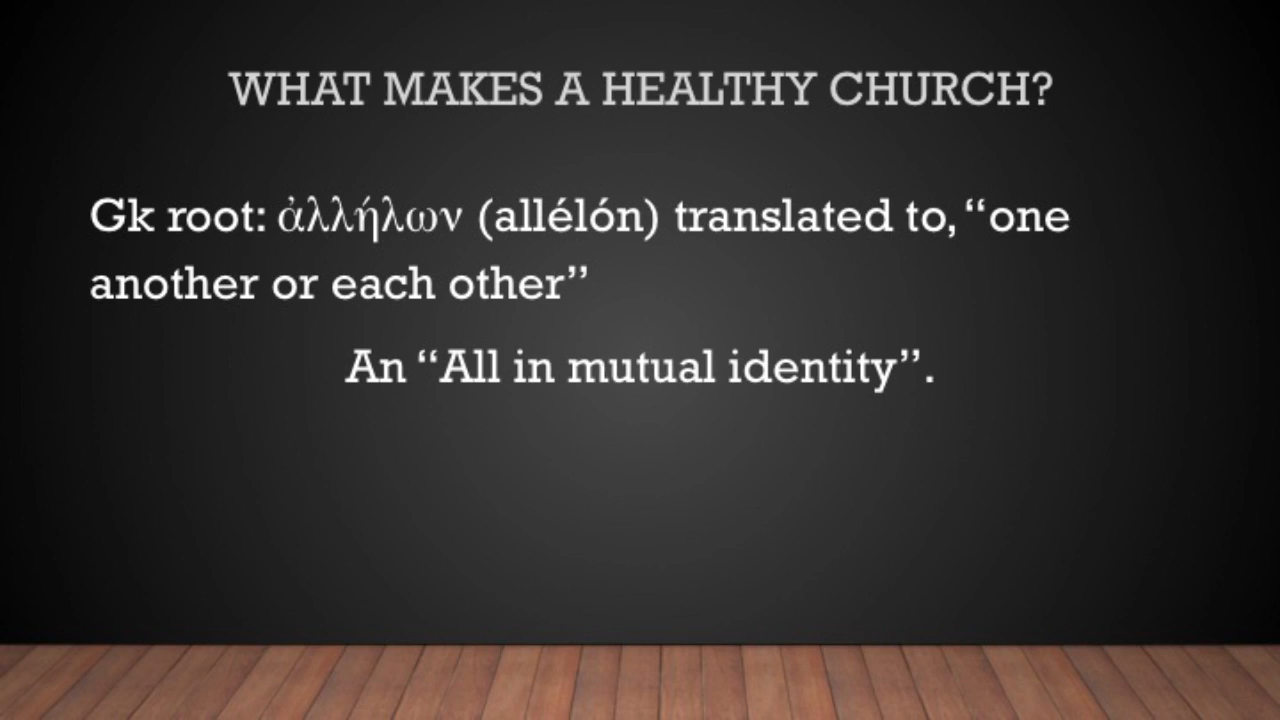 WHAT MAKES A HEALTHY CHURCH?
Gk root: ἀλλήλων (allélón) translated to, “one
another or each other”
An “All in mutual identity”.